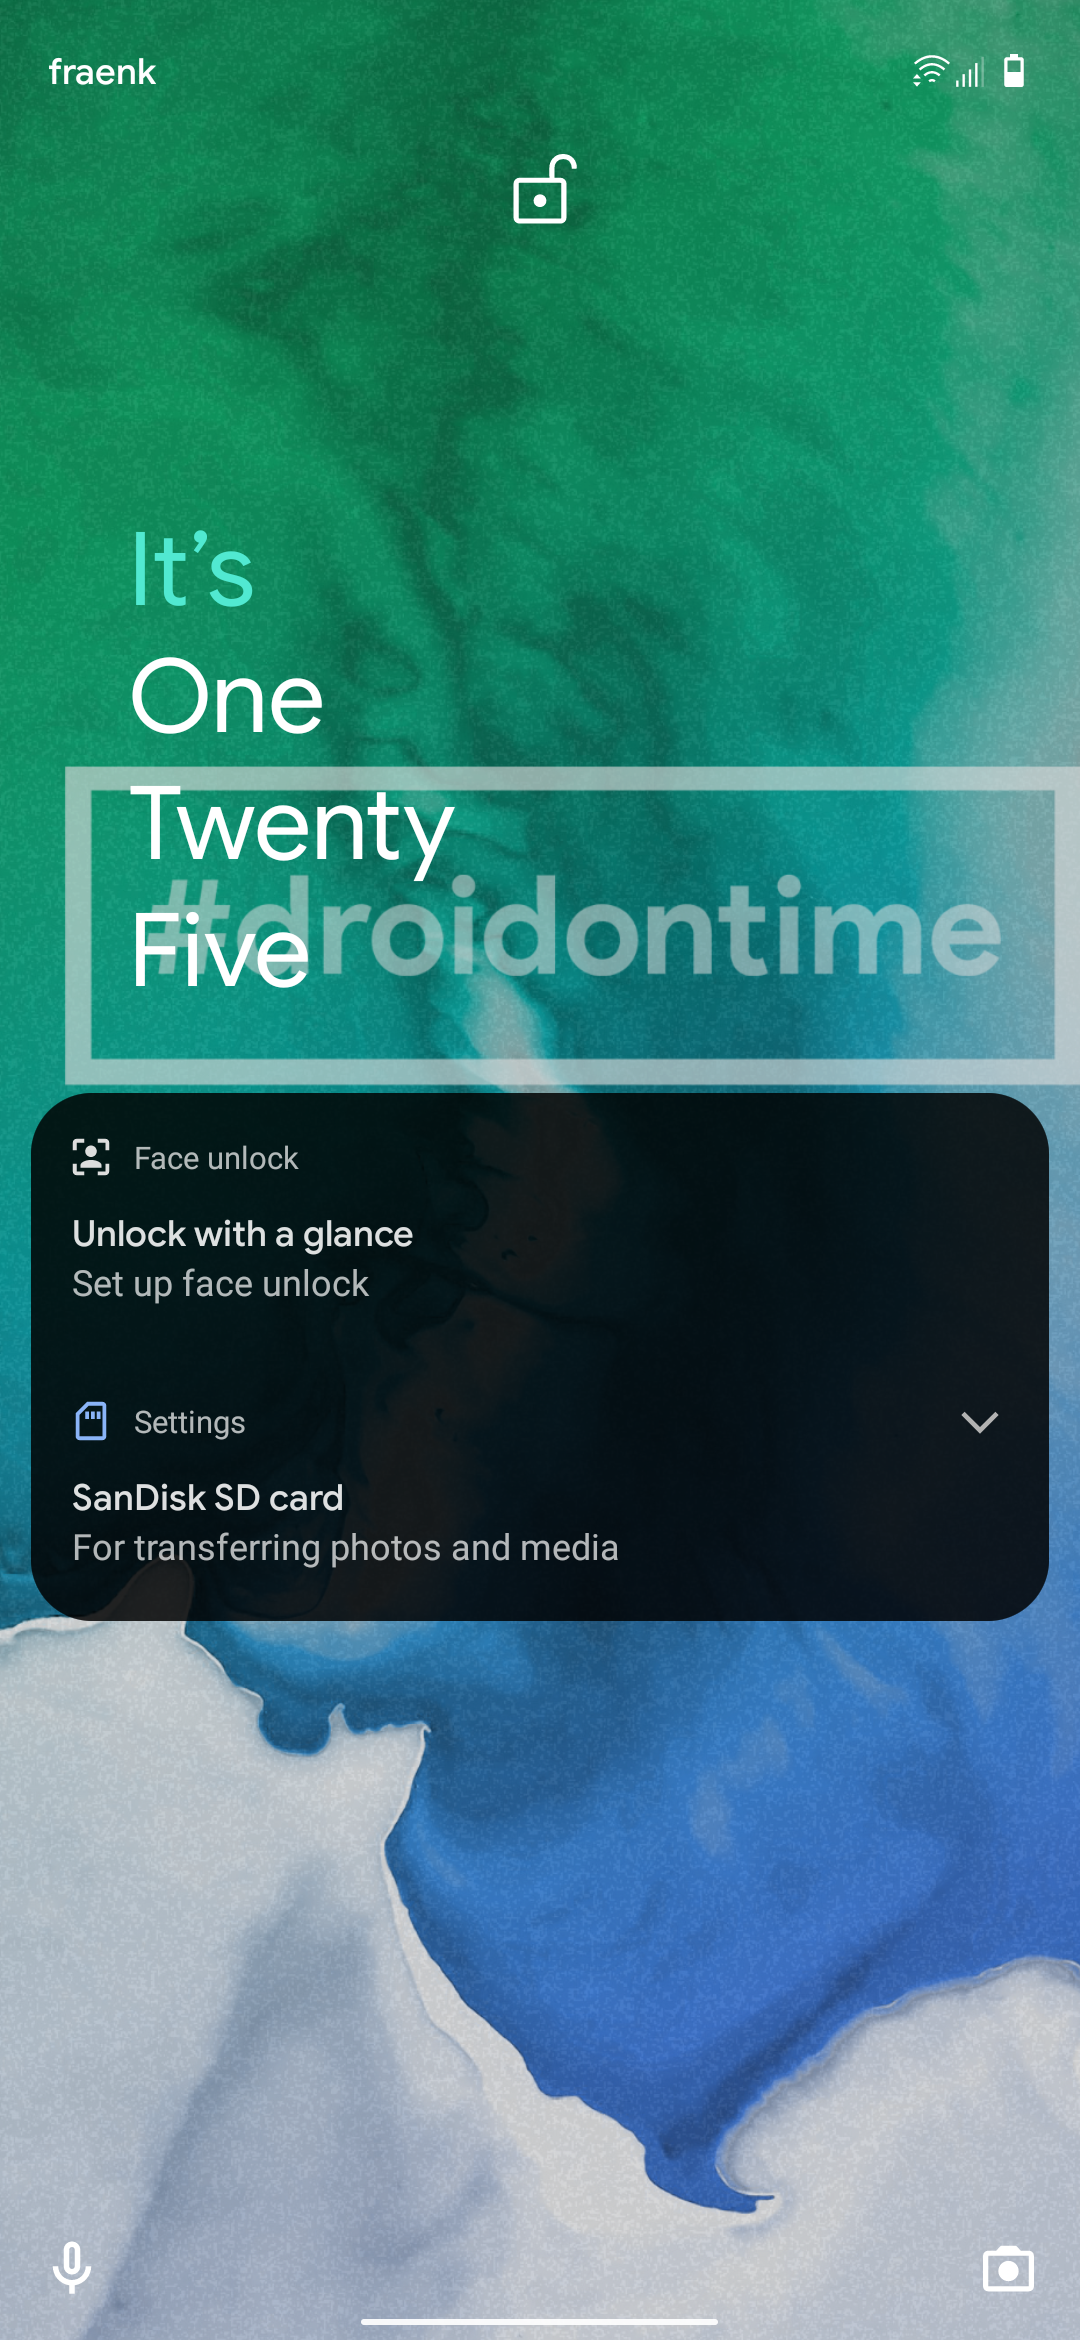 fraenk
It’s
One
Twenty
#droidontime
Five
Face unlock
Unlock with a glance
Set up face unlock
Settings
SanDisk SD card
For transferring photos and media